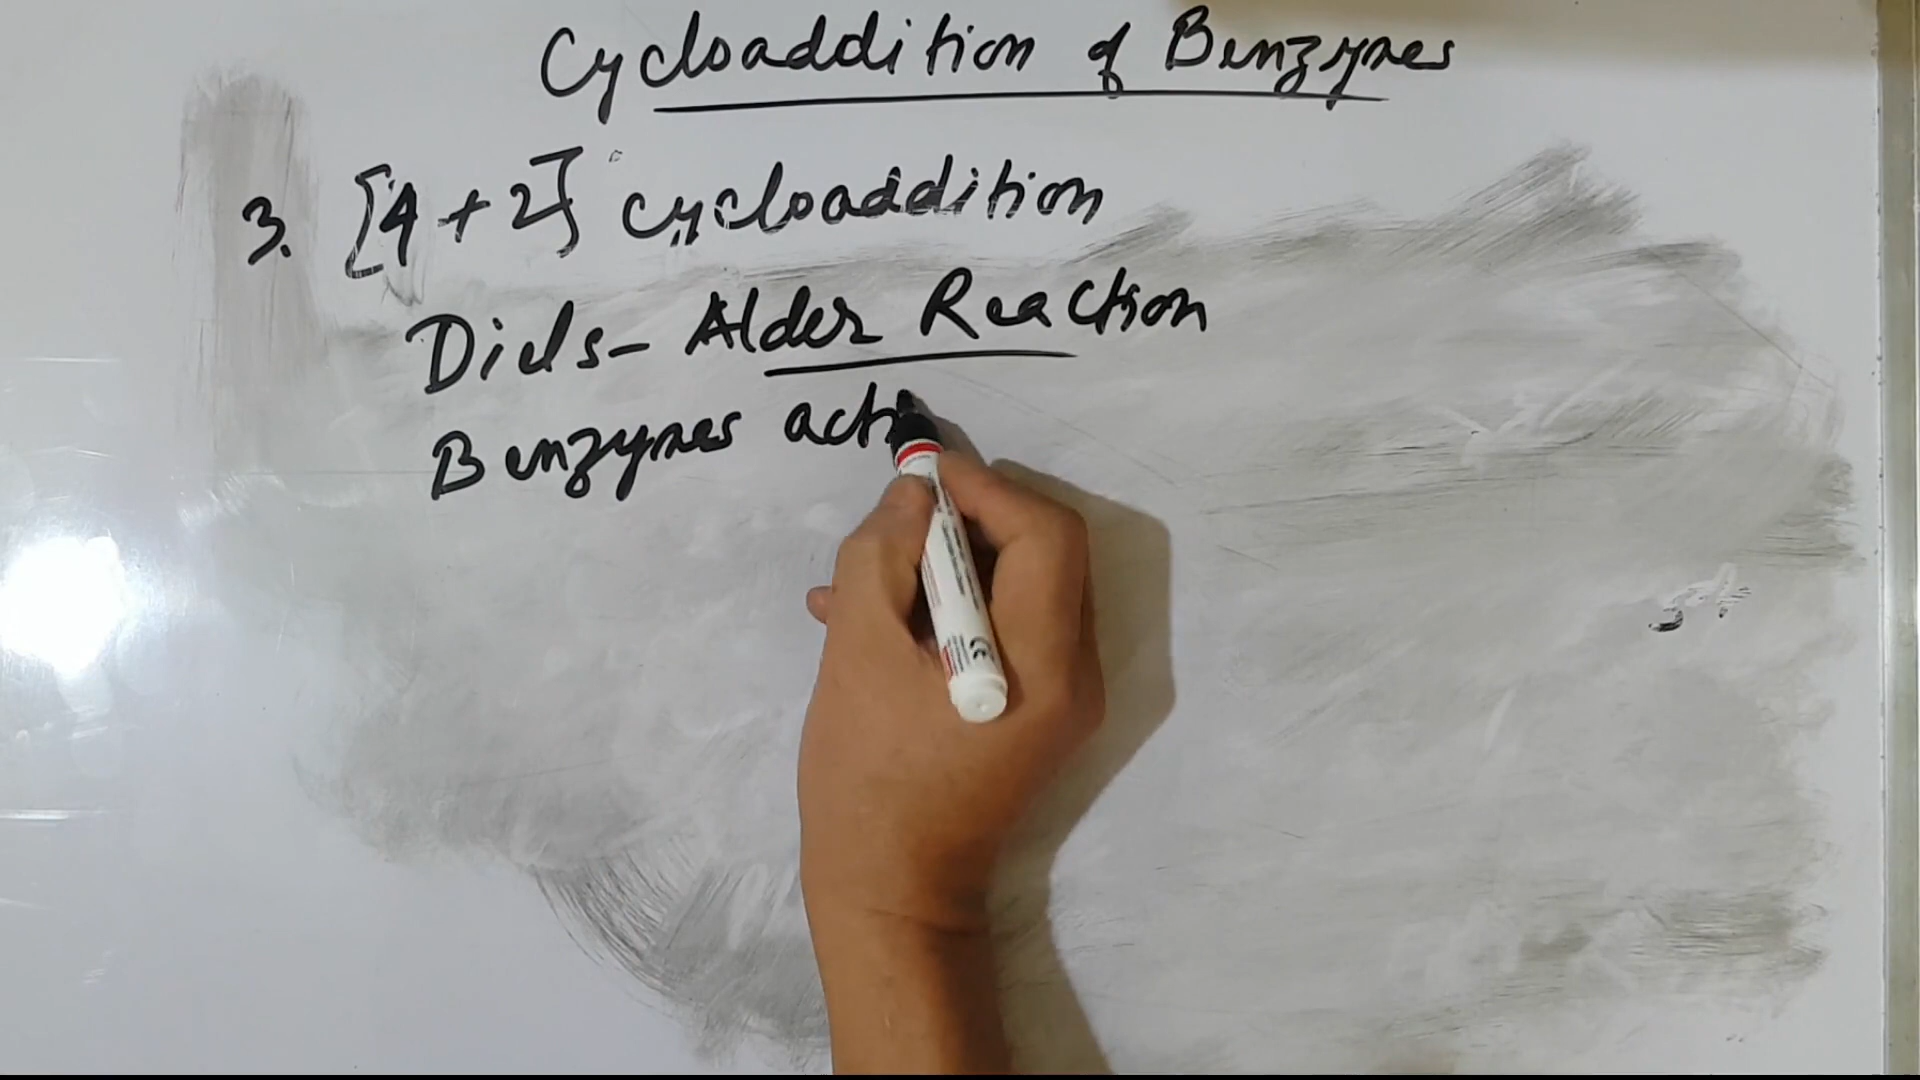 Cycloaddition of Benzynes
3. [4+2] cycloaddition
Diels-Alder Reaction
Benzynes act